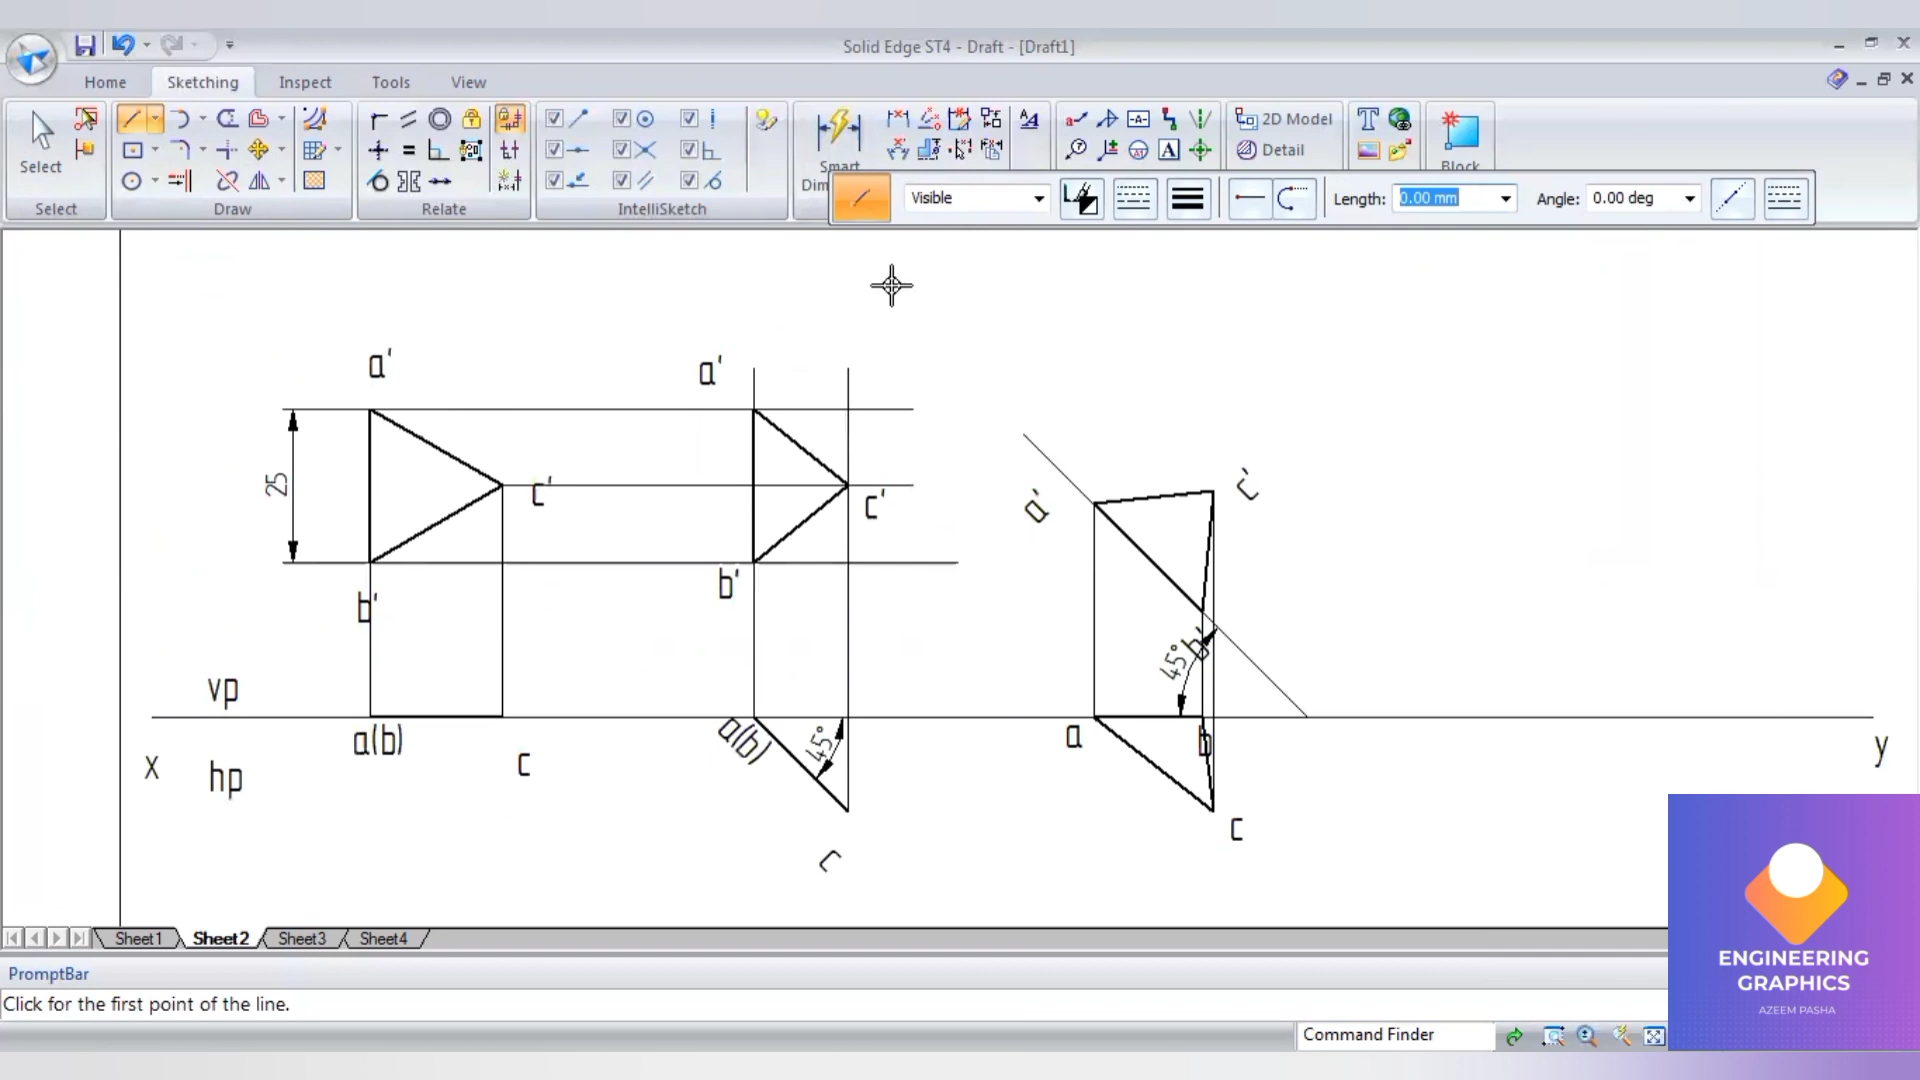 Solid Edge ST4 - Draft - [Draft1]
Home
Sketching
Inspect
Tools
View
Select
Smart
2D Model
Detail
Block
Select
Draw
Relate
IntelliSketch
Dim
Visible
Length:
0.00 mm
Angle:
0.00 deg
a'
a'
c'
a'
25
c'
c'
b'
b'
b'
45°
vp
a(b)
a(b)
45°
a
b
x
hp
c
y
c
c
Sheet1
Sheet2
Sheet3
Sheet4
PromptBar
Click for the first point of the line.
Command Finder
ENGINEERING
GRAPHICS
AZEEM PASHA